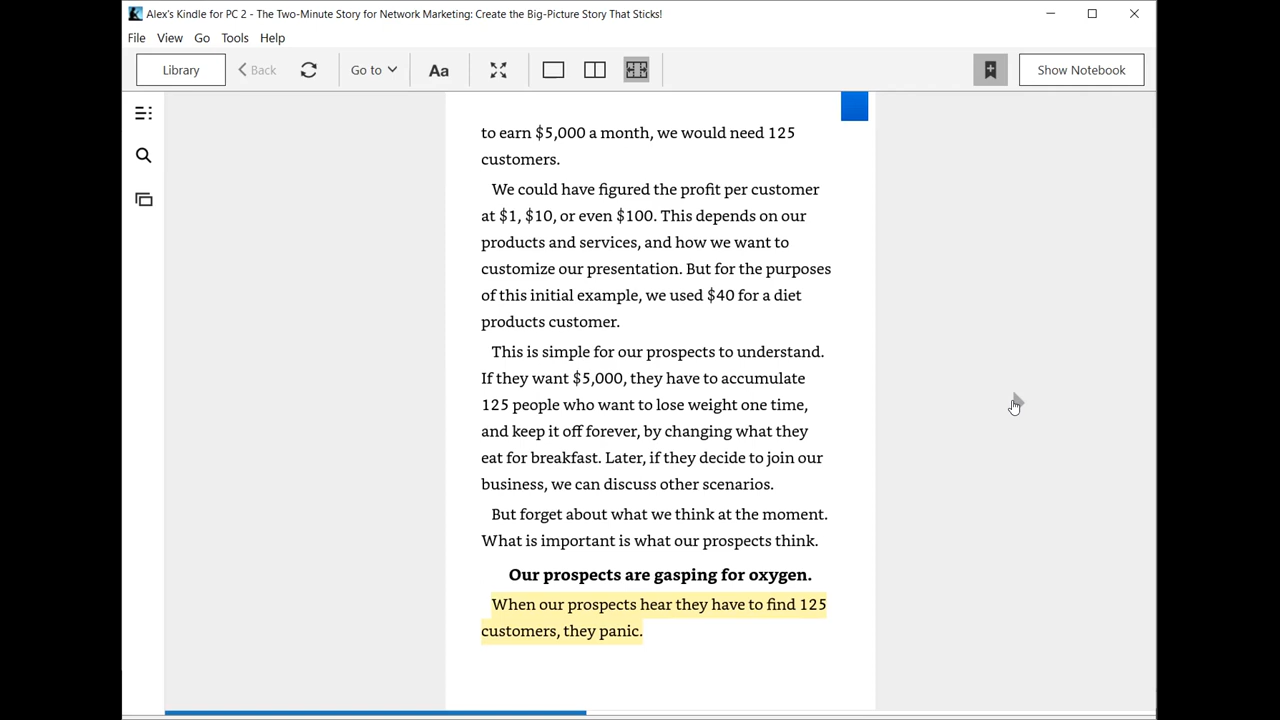 Alex's Kindle for PC 2 - The Two-Minute Story for Network Marketing: Create the Big-Picture Story That Sticks!
File View Go Tools Help
Library Back Go to Aa Show Notebook
to earn $5,000 a month, we would need 125
customers.
We could have figured the profit per customer
at $1, $10, or even $100. This depends on our
products and services, and how we want to
customize our presentation. But for the purposes
of this initial example, we used $40 for a diet
products customer.
This is simple for our prospects to understand.
If they want $5,000, they have to accumulate
125 people who want to lose weight one time,
and keep it off forever, by changing what they
eat for breakfast. Later, if they decide to join our
business, we can discuss other scenarios.
But forget about what we think at the moment.
What is important is what our prospects think.
Our prospects are gasping for oxygen.
When our prospects hear they have to find 125
customers, they panic.